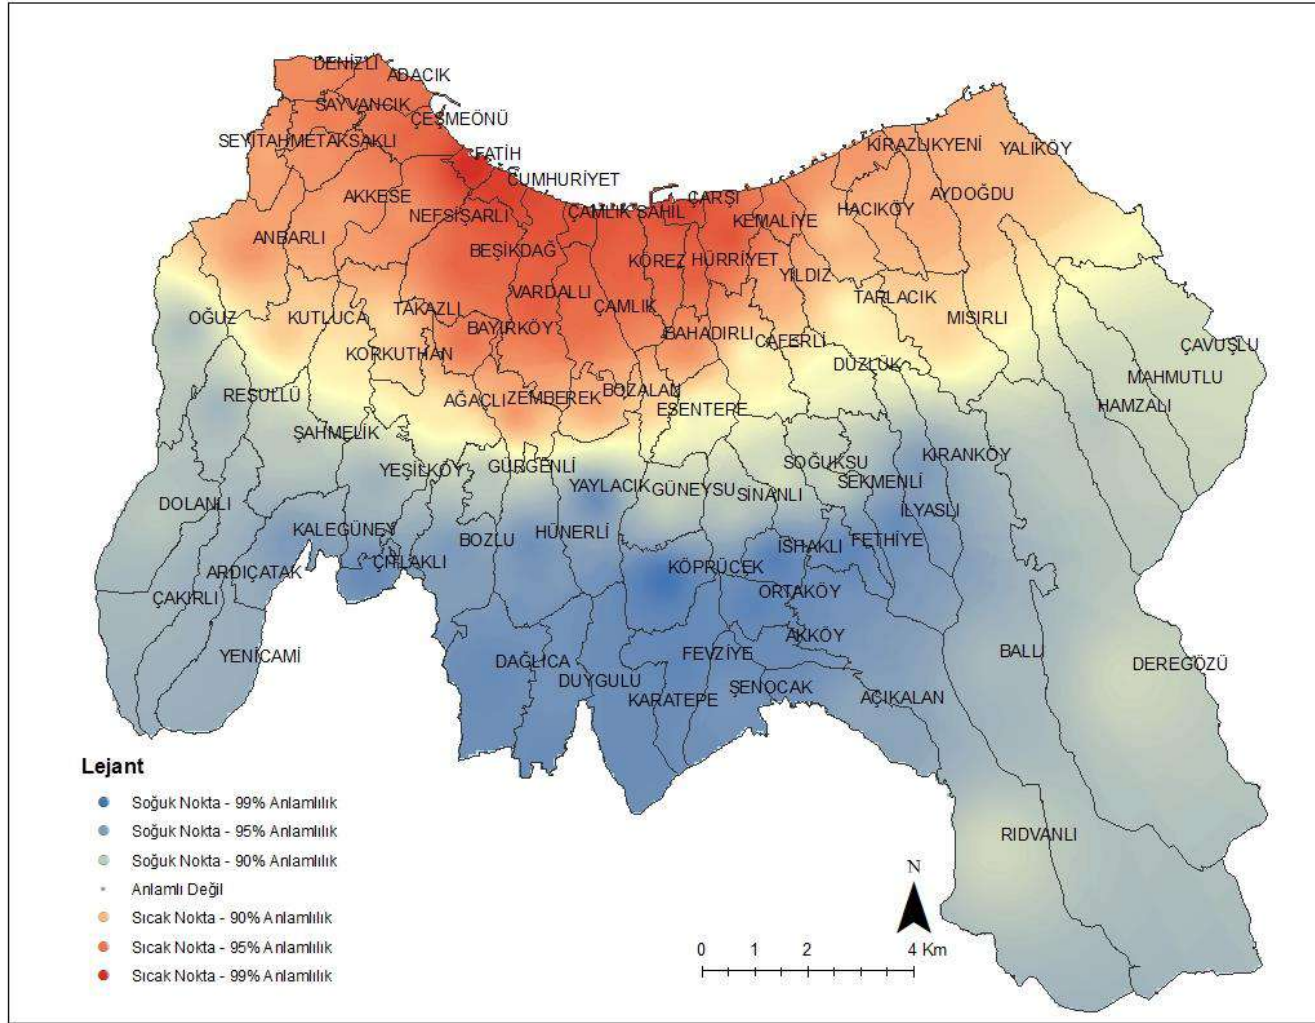 DENİZLİ
ADACIK
SAYVANCIK
ÇEŞMEÖNÜ
SEYİTAHMET
AKSAKLI
FATİH
KİRAZLIK
YENİ
YALIKÖY
CUMHURİYET
AKKESE
NEFSİŞARLI
ÇAMLIK
SAHİL
ÇARŞI
KEMALİYE
HACIKÖY
AYDOĞDU
ANBARLI
BEŞİKDAĞ
KÖREZ
HÜRRİYET
YILDIZ
VARDALLI
ÇAMLIK
TARLACIK
OĞUZ
KUTLUCA
TAKAZLI
BAYIRKÖY
BAHADIRLI
CAFERLİ
MISIRLI
KORKUTHAN
DÜZLÜK
ÇAVUŞLU
MAHMUTLU
RESULLÜ
AĞAÇLI
ZEMBEREK
BOZALAN
ESENTEPE
HAMZALI
ŞAHMELİK
YEŞİLKÖY
GÜRGENLİ
YAYLACIK
GÜNEYSU
SİNANLI
SOĞUKSU
SEKMENLİ
KIRANKÖY
DOLANLI
İLYASLI
KALEGÜNEY
BOZLU
HÜNERLİ
İSHAKLI
FETHİYE
ÇITLAKLI
ARDIÇATAK
KÖPRÜCEK
ORTAKÖY
ÇAKIRLI
AKKÖY
YENİCAMİ
DAĞLICA
DUYGULU
FEVZİYE
BALLI
DEREGÖZÜ
KARATEPE
ŞENOCAK
AÇIKALAN
RIDVANLI
Lejant
Soğuk Nokta - 99% Anlamlılık
Soğuk Nokta - 95% Anlamlılık
Soğuk Nokta - 90% Anlamlılık
Anlamlı Değil
Sıcak Nokta - 90% Anlamlılık
Sıcak Nokta - 95% Anlamlılık
Sıcak Nokta - 99% Anlamlılık
N
0 1 2 4 Km